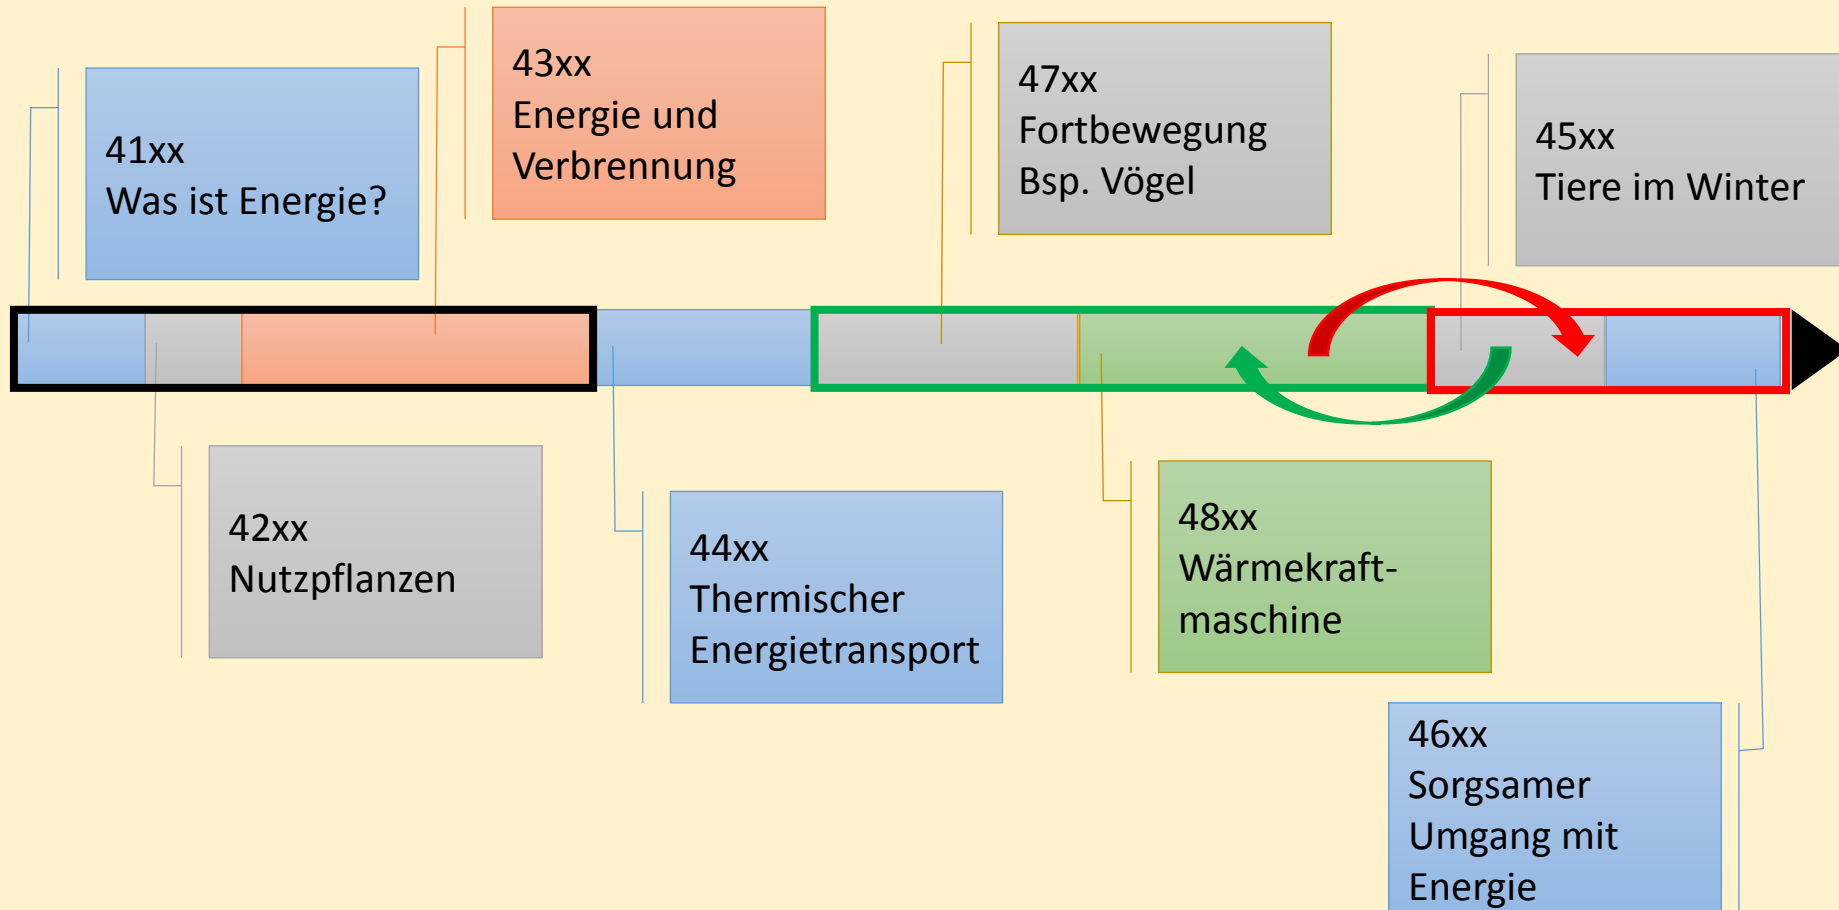 41xx
Was ist Energie?
43xx
Energie und
Verbrennung
47xx
Fortbewegung
Bsp. Vögel
45xx
Tiere im Winter
42xx
Nutzpflanzen
44xx
Thermischer
Energietransport
48xx
Wärmekraft-
maschine
46xx
Sorgsamer
Umgang mit
Energie